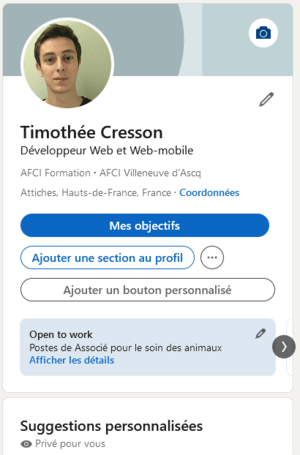 Timothée Cresson
Développeur Web et Web-mobile
AFCI Formation · AFCI Villeneuve d'Ascq
Attiches, Hauts-de-France, France · Coordonnées
Mes objectifs
Ajouter une section au profil
Ajouter un bouton personnalisé
Open to work
Postes de Associé pour le soin des animaux
Afficher les détails
Suggestions personnalisées
Privé pour vous